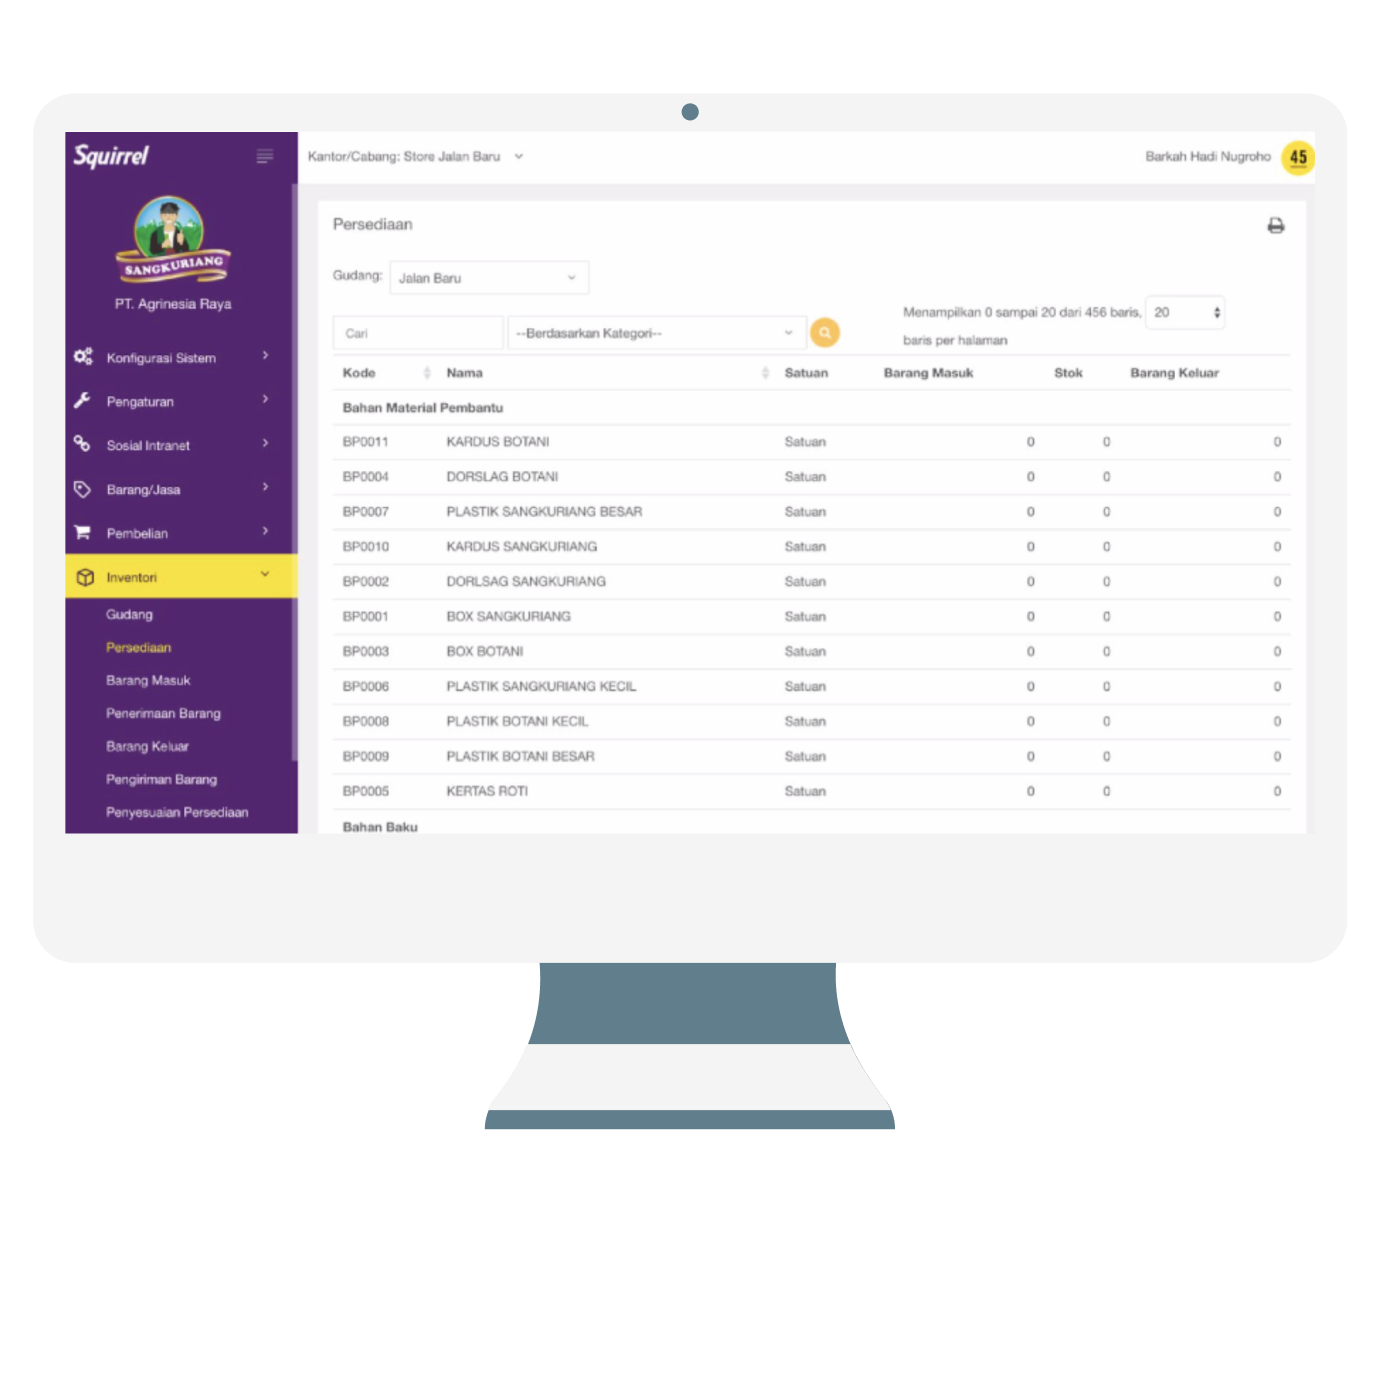 Squirrel
Kantor/Cabang: Store Jalan Baru
Barkah Hadi Nugroho
45
SANGKURIANG
PT. Agrinesia Raya
Konfigurasi Sistem
Pengaturan
Sosial Intranet
Barang/Jasa
Pembelian
Inventori
Gudang
Persediaan
Barang Masuk
Penerimaan Barang
Barang Keluar
Pengiriman Barang
Penyesuaian Persediaan
Persediaan
Gudang: Jalan Baru
Menampilkan 0 sampai 20 dari 456 baris, 20
baris per halaman
Cari --Berdasarkan Kategori--
Kode Nama Satuan Barang Masuk Stok Barang Keluar
Bahan Material Pembantu
BP0011 KARDUS BOTANI Satuan 0 0 0
BP0004 DORSLAG BOTANI Satuan 0 0 0
BP0007 PLASTIK SANGKURIANG BESAR Satuan 0 0 0
BP0010 KARDUS SANGKURIANG Satuan 0 0 0
BP0002 DORLSAG SANGKURIANG Satuan 0 0 0
BP0001 BOX SANGKURIANG Satuan 0 0 0
BP0003 BOX BOTANI Satuan 0 0 0
BP0006 PLASTIK SANGKURIANG KECIL Satuan 0 0 0
BP0008 PLASTIK BOTANI KECIL Satuan 0 0 0
BP0009 PLASTIK BOTANI BESAR Satuan 0 0 0
BP0005 KERTAS ROTI Satuan 0 0 0
Bahan Baku